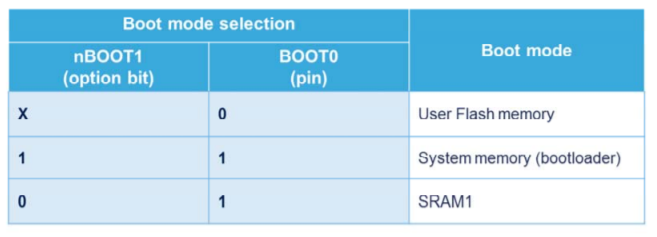 Boot mode selection
Boot mode
nBOOT1
(option bit)
BOOT0
(pin)
X 0 User Flash memory
1 1 System memory (bootloader)
0 1 SRAM1